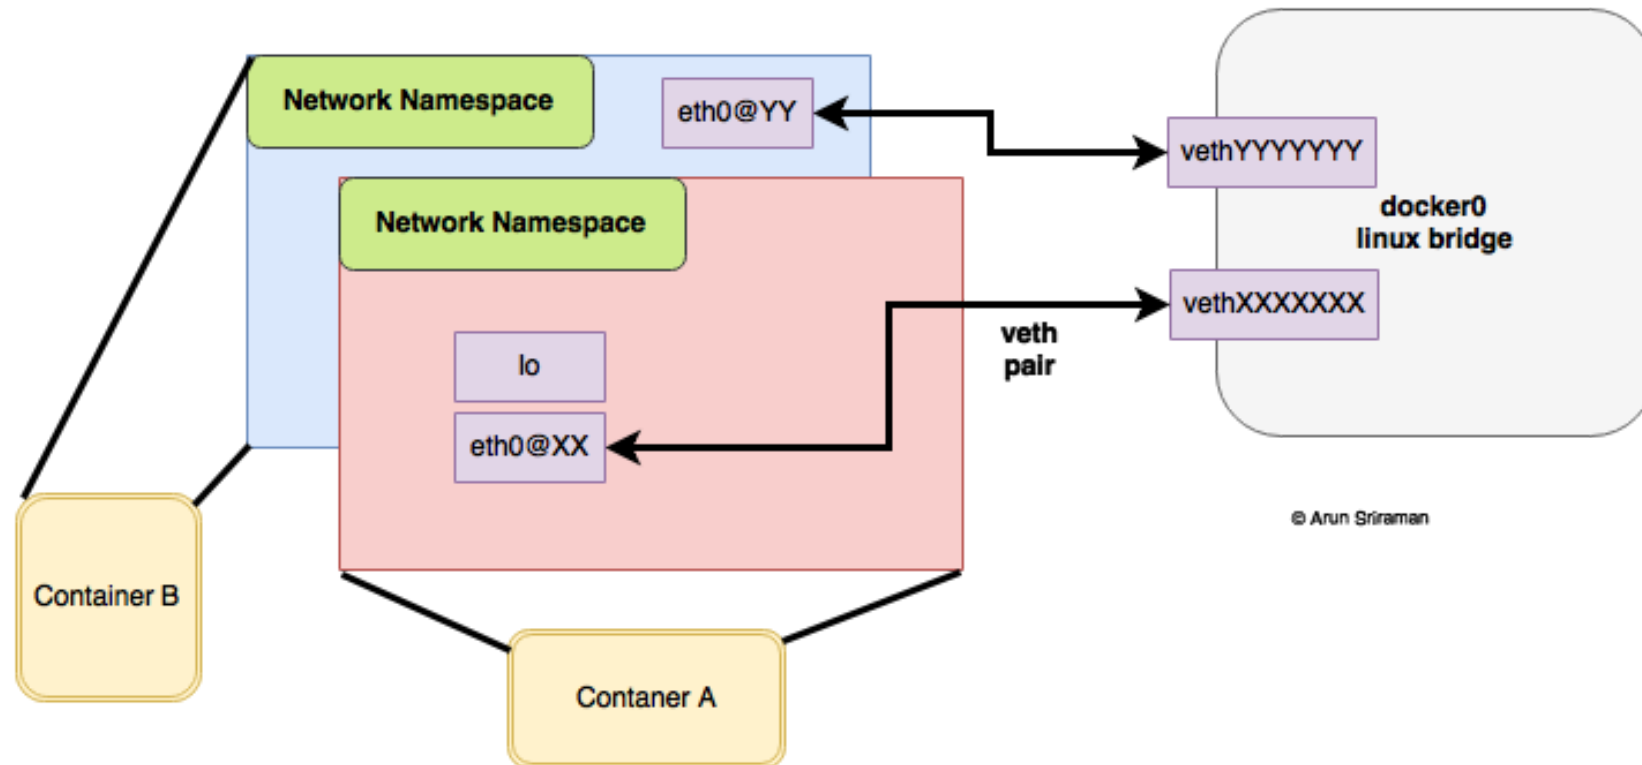 Network Namespace
eth0@YY
vethYYYYYYY
docker0
linux bridge
Network Namespace
vethXXXXXXX
veth
pair
lo
eth0@XX
© Arun Sriraman
Container B
Contaner A